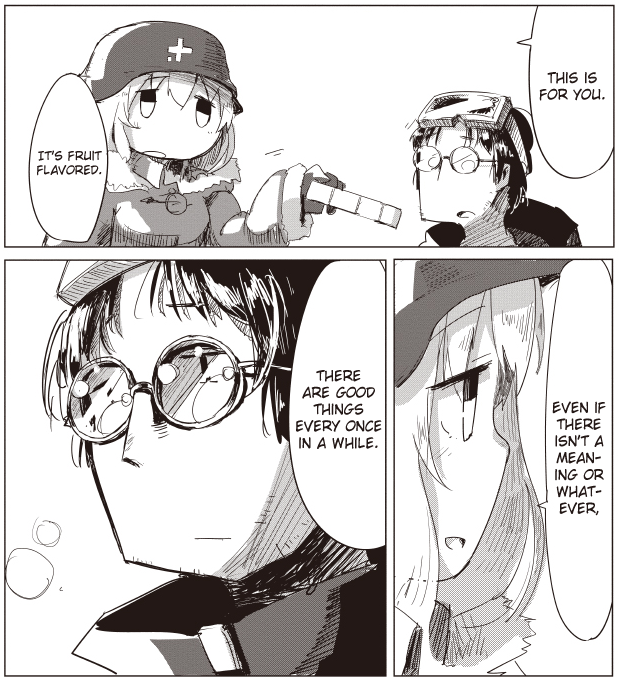 THIS IS
FOR YOU.
IT'S FRUIT
FLAVORED.
EVEN IF
THERE
ISN'T A
MEAN-
ING OR
WHAT-
EVER,
THERE
ARE GOOD
THINGS
EVERY ONCE
IN A WHILE.